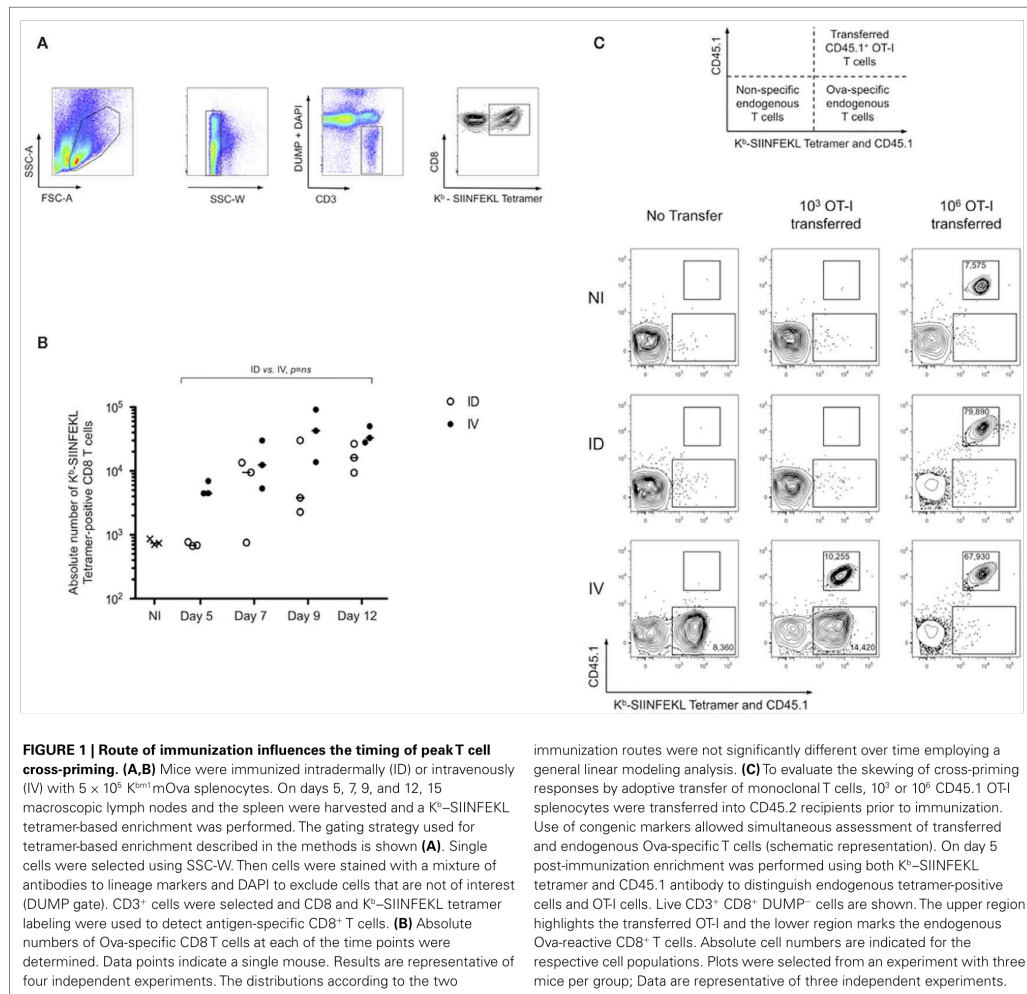 A
SSC-A
FSC-A
SSC-W
DUMP + DAPI
CD3
CD8
Kᵇ - SIINFEKL Tetramer
B
ID vs. IV, p=ns
Absolute number of Kᵇ-SIINFEKL
Tetramer-positive CD8 T cells
10⁵
10⁴
10³
10²
NI Day 5 Day 7 Day 9 Day 12
ID
IV
C
CD45.1
Transferred
CD45.1⁺ OT-I
T cells
Non-specific
endogenous
T cells
Ova-specific
endogenous
T cells
Kᵇ-SIINFEKL Tetramer and CD45.1
No Transfer
10³ OT-I
transferred
10⁶ OT-I
transferred
NI
7,575
ID
79,890
IV
10,255
67,930
8,360
14,420
CD45.1
Kᵇ-SIINFEKL Tetramer and CD45.1
FIGURE 1 | Route of immunization influences the timing of peak T cell
cross-priming. (A,B) Mice were immunized intradermally (ID) or intravenously
(IV) with 5 × 10⁵ Kᵇᵐ¹mOva splenocytes. On days 5, 7, 9, and 12, 15
macroscopic lymph nodes and the spleen were harvested and a Kᵇ–SIINFEKL
tetramer-based enrichment was performed. The gating strategy used for
tetramer-based enrichment described in the methods is shown (A). Single
cells were selected using SSC-W. Then cells were stained with a mixture of
antibodies to lineage markers and DAPI to exclude cells that are not of interest
(DUMP gate). CD3⁺ cells were selected and CD8 and Kᵇ–SIINFEKL tetramer
labeling were used to detect antigen-specific CD8⁺ T cells. (B) Absolute
numbers of Ova-specific CD8 T cells at each of the time points were
determined. Data points indicate a single mouse. Results are representative of
four independent experiments. The distributions according to the two
immunization routes were not significantly different over time employing a
general linear modeling analysis. (C) To evaluate the skewing of cross-priming
responses by adoptive transfer of monoclonal T cells, 10³ or 10⁶ CD45.1 OT-I
splenocytes were transferred into CD45.2 recipients prior to immunization.
Use of congenic markers allowed simultaneous assessment of transferred
and endogenous Ova-specific T cells (schematic representation). On day 5
post-immunization enrichment was performed using both Kᵇ–SIINFEKL
tetramer and CD45.1 antibody to distinguish endogenous tetramer-positive
cells and OT-I cells. Live CD3⁺ CD8⁺ DUMP⁻ cells are shown. The upper region
highlights the transferred OT-I and the lower region marks the endogenous
Ova-reactive CD8⁺ T cells. Absolute cell numbers are indicated for the
respective cell populations. Plots were selected from an experiment with three
mice per group; Data are representative of three independent experiments.